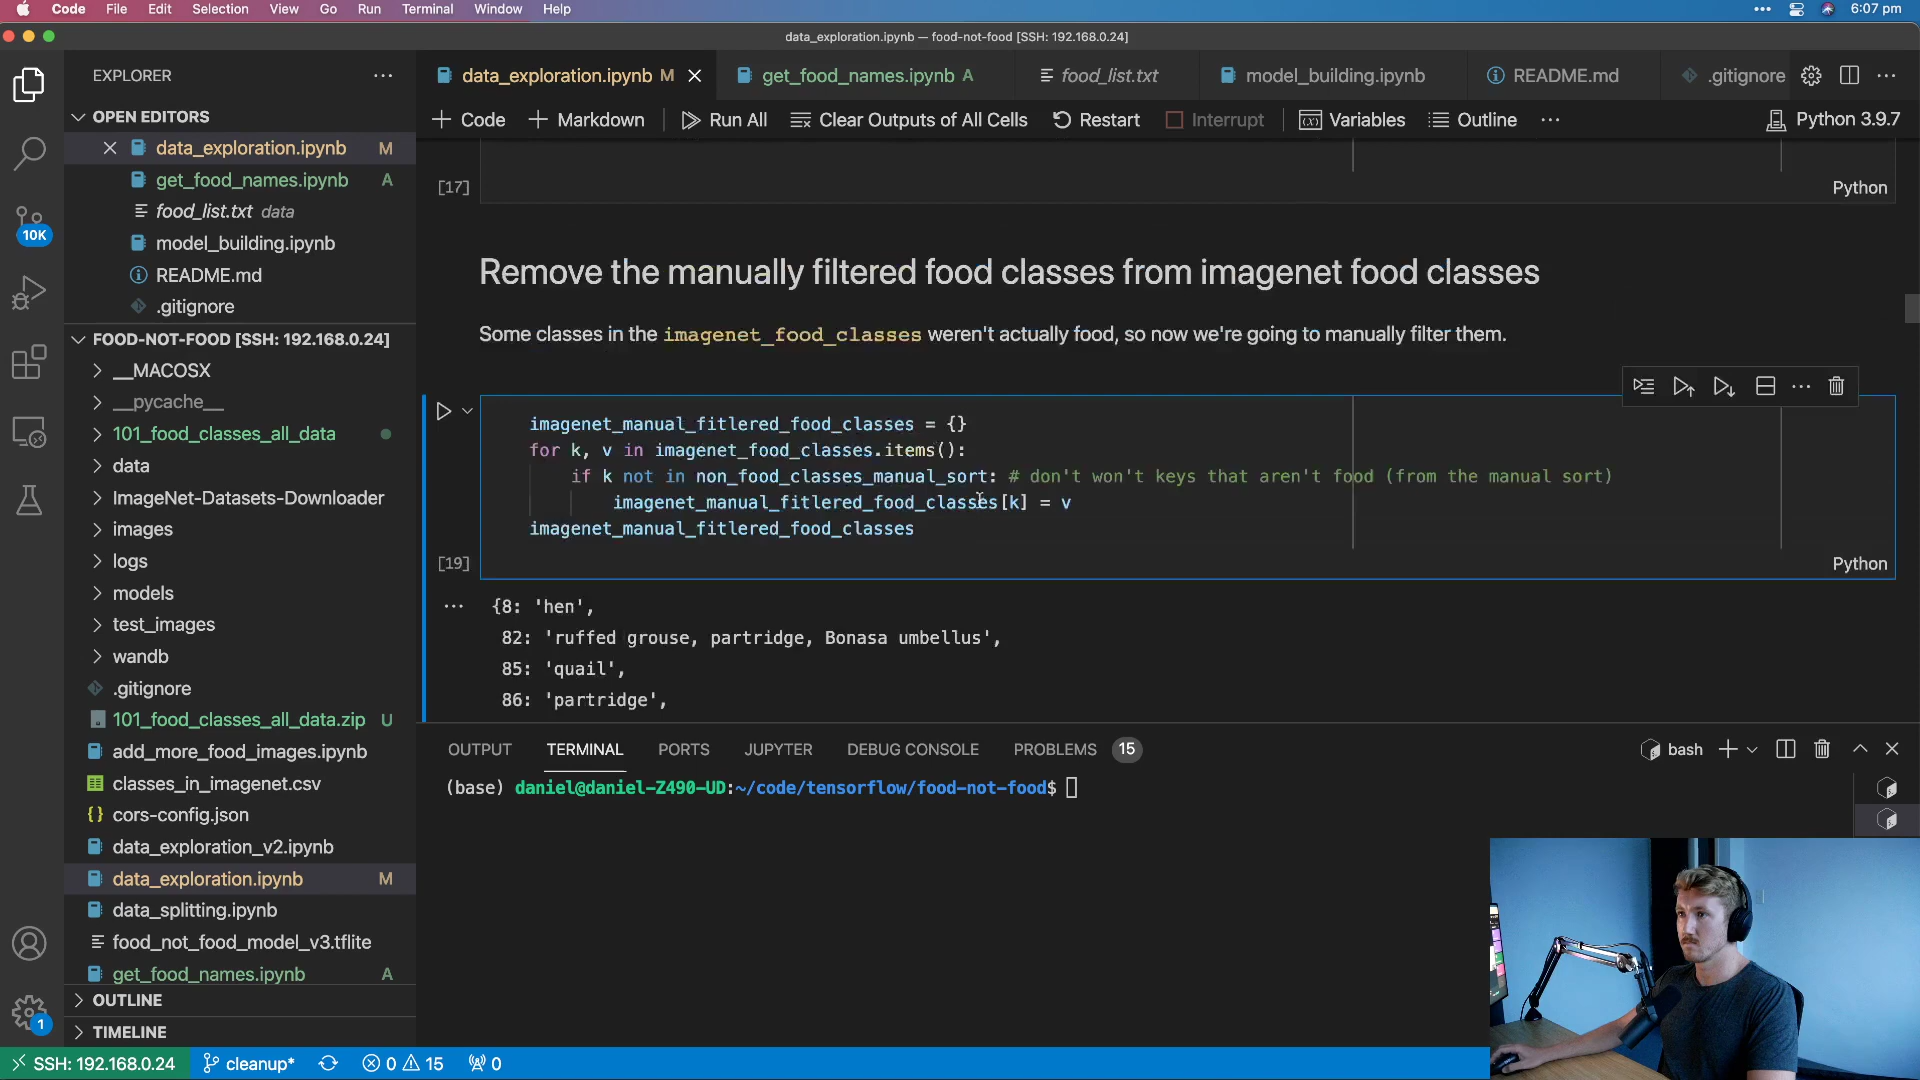 Code File Edit Selection View Go Run Terminal Window Help 6:07 pm
data_exploration.ipynb — food-not-food [SSH: 192.168.0.24]
EXPLORER
data_exploration.ipynb M
get_food_names.ipynb A
food_list.txt
model_building.ipynb
README.md
.gitignore
OPEN EDITORS
data_exploration.ipynb M
get_food_names.ipynb A
food_list.txt data
model_building.ipynb
README.md
.gitignore
FOOD-NOT-FOOD [SSH: 192.168.0.24]
__MACOSX
__pycache__
101_food_classes_all_data
data
ImageNet-Datasets-Downloader
images
logs
models
test_images
wandb
.gitignore
101_food_classes_all_data.zip U
add_more_food_images.ipynb
classes_in_imagenet.csv
cors-config.json
data_exploration_v2.ipynb
data_exploration.ipynb M
data_splitting.ipynb
food_not_food_model_v3.tflite
get_food_names.ipynb A
OUTLINE
TIMELINE
10K
1
+ Code + Markdown Run All Clear Outputs of All Cells Restart Interrupt Variables Outline ... Python 3.9.7
[17] Python
Remove the manually filtered food classes from imagenet food classes
Some classes in the imagenet_food_classes weren't actually food, so now we're going to manually filter them.
imagenet_manual_fitlered_food_classes = {}
for k, v in imagenet_food_classes.items():
if k not in non_food_classes_manual_sort: # don't won't keys that aren't food (from the manual sort)
imagenet_manual_fitlered_food_classes[k] = v
imagenet_manual_fitlered_food_classes
[19] Python
{8: 'hen',
82: 'ruffed grouse, partridge, Bonasa umbellus',
85: 'quail',
86: 'partridge',
OUTPUT TERMINAL PORTS JUPYTER DEBUG CONSOLE PROBLEMS 15 bash
(base) daniel@daniel-Z490-UD:~/code/tensorflow/food-not-food$
SSH: 192.168.0.24 cleanup* 0 15 0